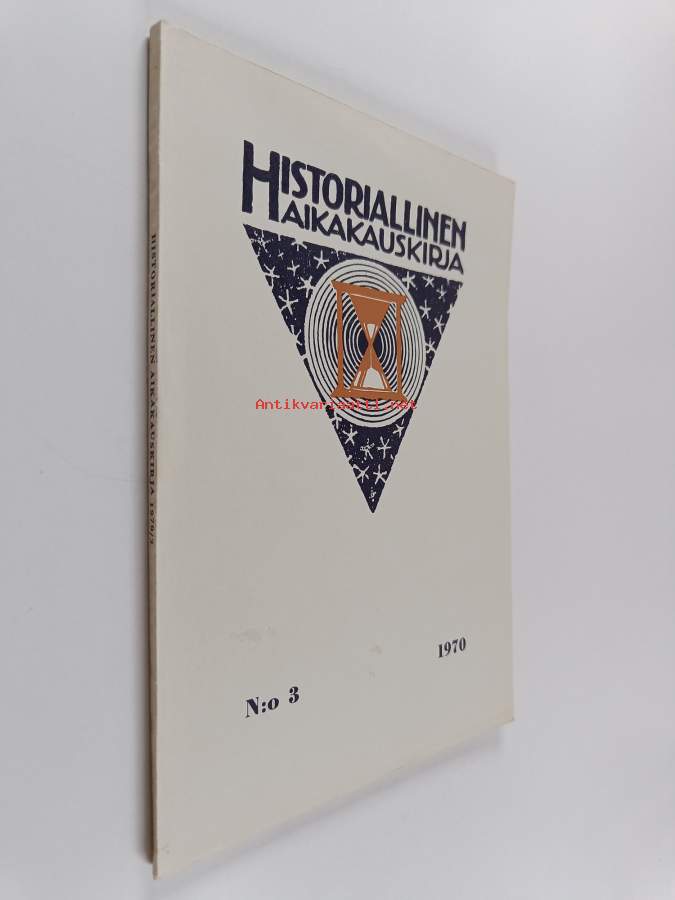 HISTORIALLINEN
AIKAKAUSKIRJA
Antikvariaatti.net
N:o 3
1970
HISTORIALLINEN AIKAKAUSKIRJA 1970/3